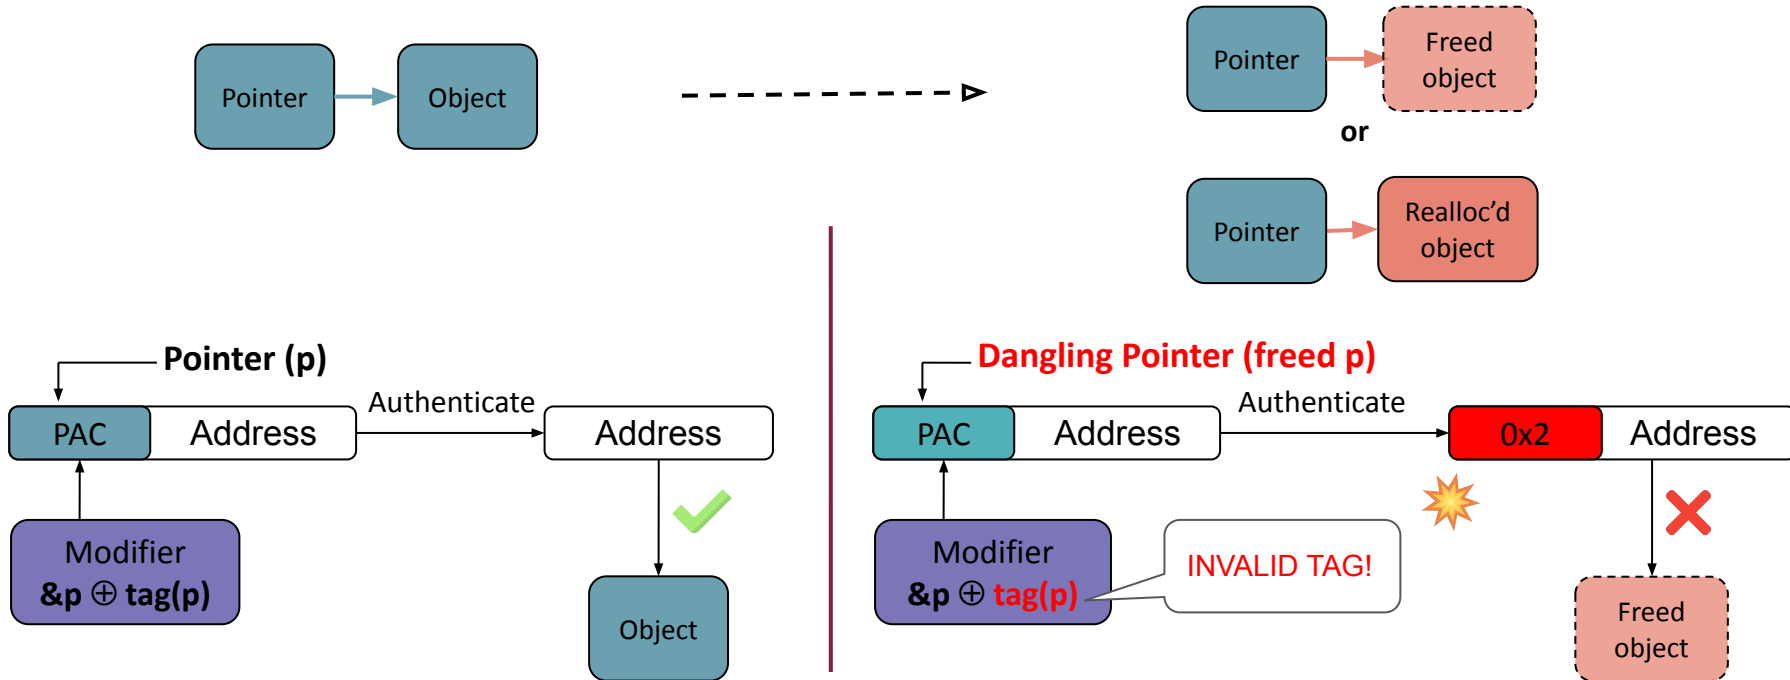 Pointer
Object
Pointer
Freed
object
or
Pointer
Realloc'd
object
Pointer (p)
PAC
Address
Authenticate
Address
Modifier
&p ⊕ tag(p)
Object
Dangling Pointer (freed p)
PAC
Address
Authenticate
0x2
Address
Modifier
&p ⊕ tag(p)
INVALID TAG!
Freed
object